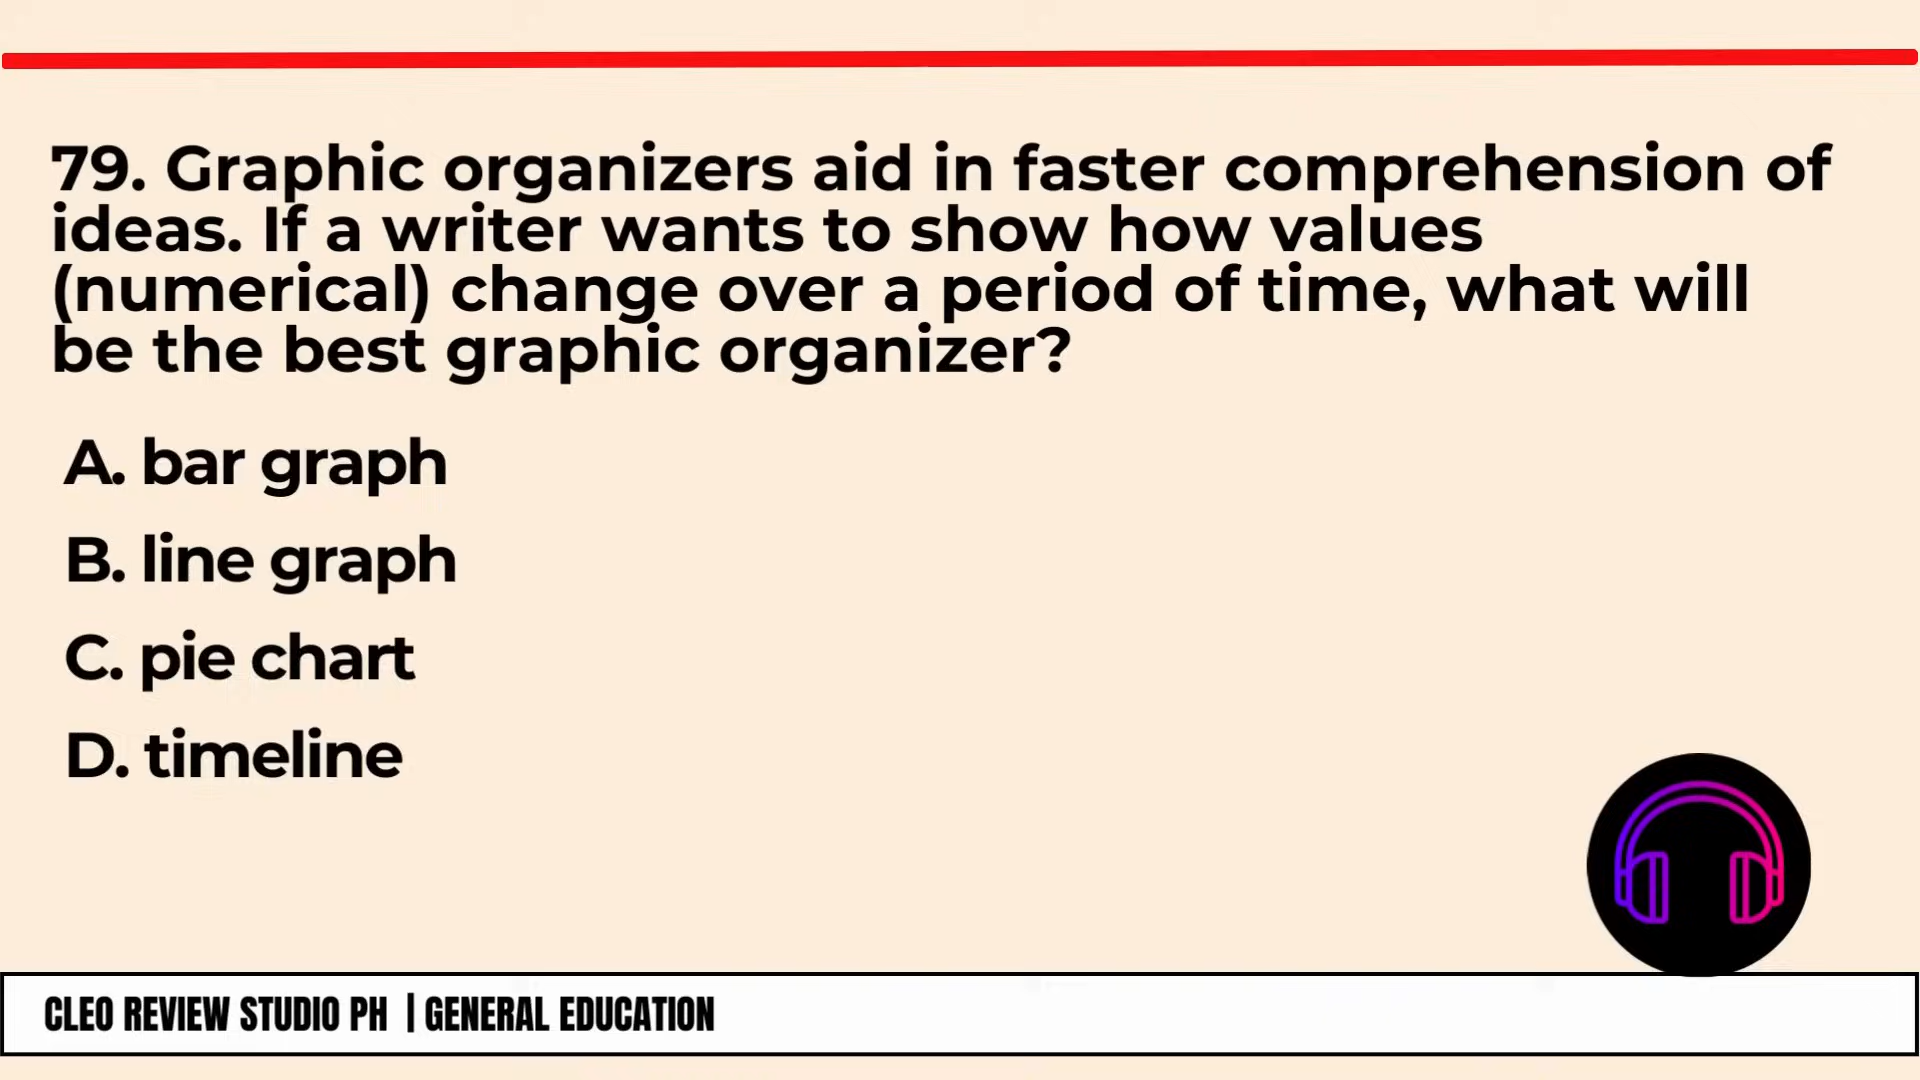 79. Graphic organizers aid in faster comprehension of
ideas. If a writer wants to show how values
(numerical) change over a period of time, what will
be the best graphic organizer?
A. bar graph
B. line graph
C. pie chart
D. timeline
CLEO REVIEW STUDIO PH | GENERAL EDUCATION